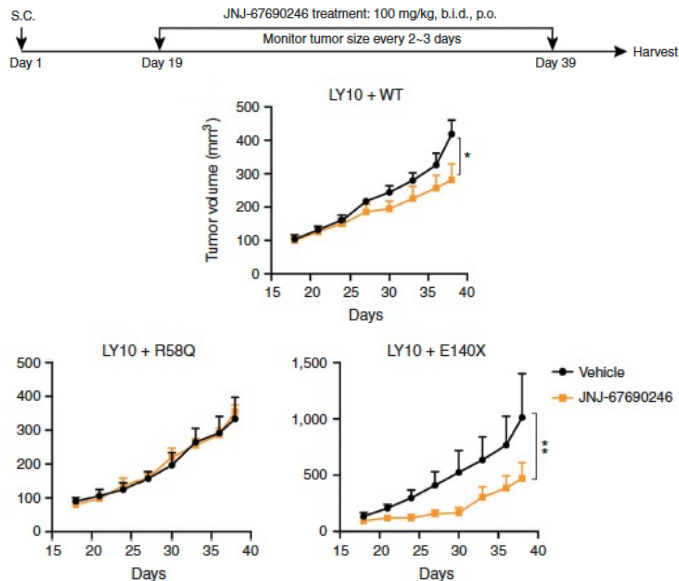 S.C.
JNJ-67690246 treatment: 100 mg/kg, b.i.d., p.o.
Monitor tumor size every 2~3 days
Harvest
Day 1
Day 19
Day 39
LY10 + WT
Tumor volume (mm³)
500
400
300
200
100
0
15 20 25 30 35 40
Days
*
LY10 + R58Q
500
400
300
200
100
0
15 20 25 30 35 40
Days
LY10 + E140X
1,500
1,000
500
0
15 20 25 30 35 40
Days
**
Vehicle
JNJ-67690246